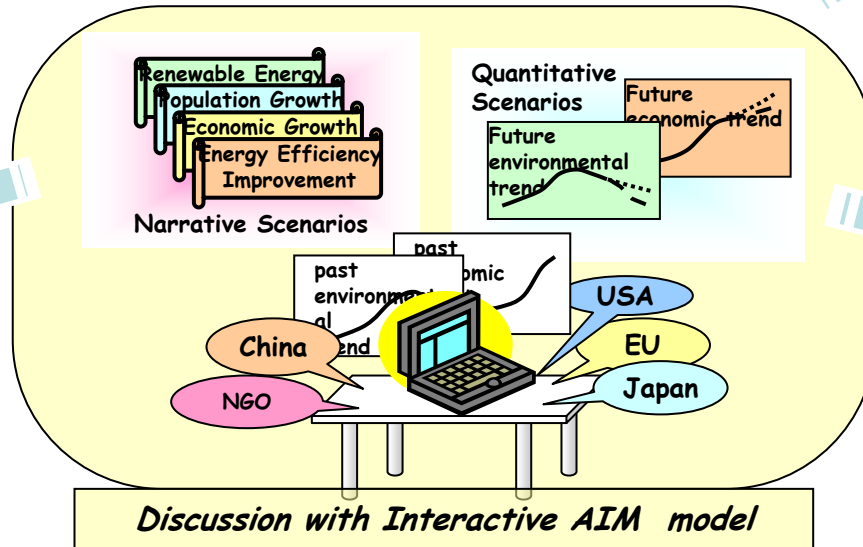 Renewable Energy
Population Growth
Economic Growth
Energy Efficiency
Improvement
Narrative Scenarios
Quantitative
Scenarios
Future
economic trend
Future
environmental
trend
past
omic
past
environment
al
end
China
NGO
USA
EU
Japan
Discussion with Interactive AIM model